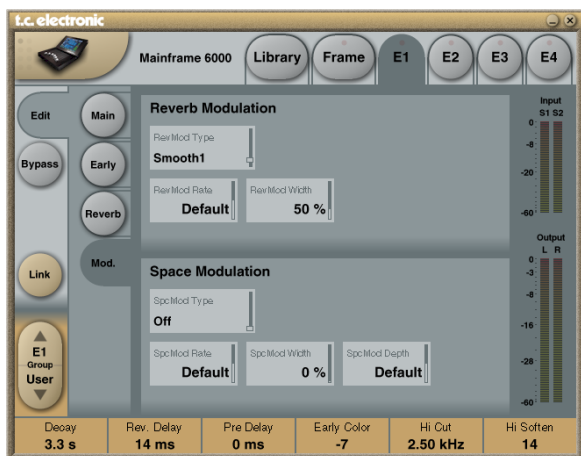 t.c. electronic
Mainframe 6000
Library
Frame
E1
E2
E3
E4
Edit
Bypass
Link
E1
Group
User
Main
Early
Reverb
Mod.
Reverb Modulation
RevMod Type
Smooth1
RevMod Rate
Default
RevMod Width
50 %
Space Modulation
SpcMod Type
Off
SpcMod Rate
Default
SpcMod Width
0 %
SpcMod Depth
Default
Input
S1 S2
0
-8
-20
-60
Output
L R
0
-3
-8
-16
-28
-60
Decay
3.3 s
Rev. Delay
14 ms
Pre Delay
0 ms
Early Color
-7
Hi Cut
2.50 kHz
Hi Soften
14